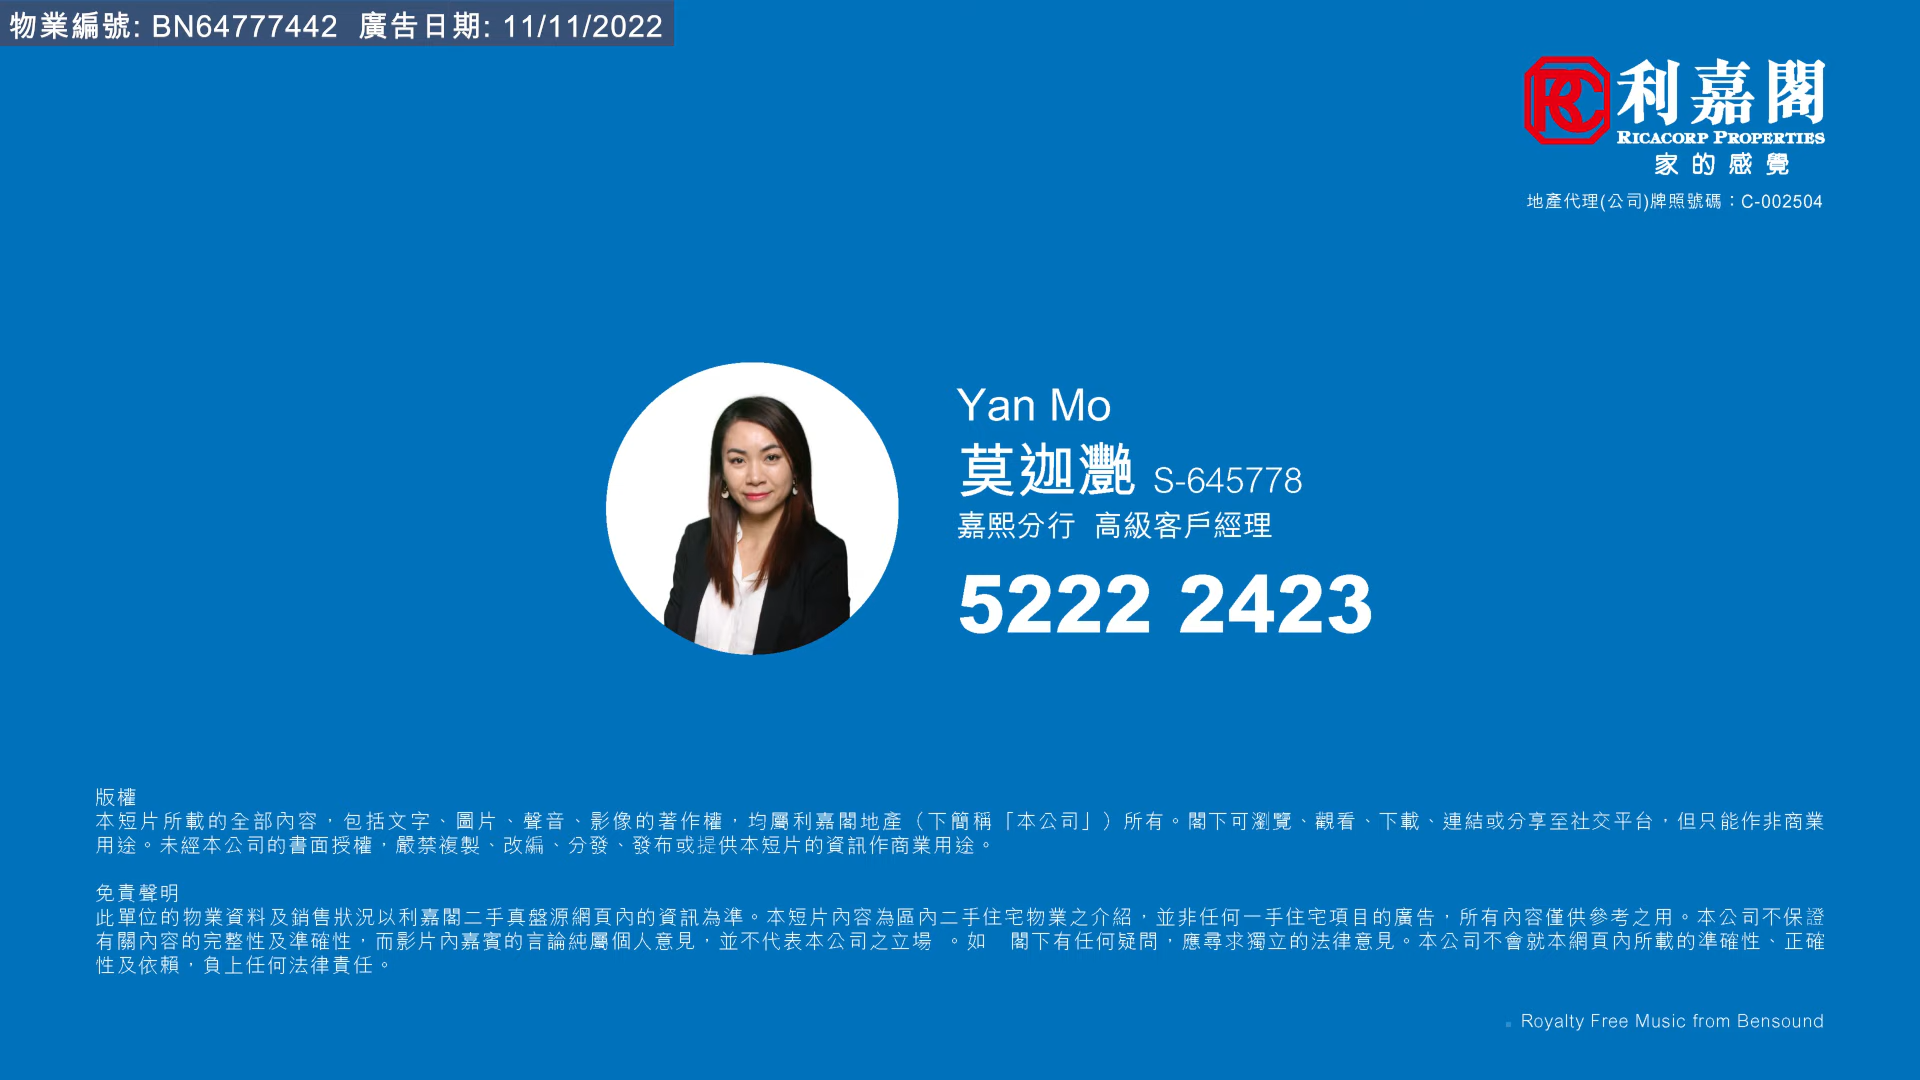 物業編號: BN64777442 廣告日期: 11/11/2022
RC 利嘉閣
RICACORP PROPERTIES
家的感覺
地產代理(公司)牌照號碼：C-002504
Yan Mo
莫迦灔 S-645778
嘉熙分行 高級客戶經理
5222 2423
版權
本短片所載的全部內容，包括文字、圖片、聲音、影像的著作權，均屬利嘉閣地產（下簡稱「本公司」）所有。閣下可瀏覽、觀看、下載、連結或分享至社交平台，但只能作非商業
用途。未經本公司的書面授權，嚴禁複製、改編、分發、發布或提供本短片的資訊作商業用途。
免責聲明
此單位的物業資料及銷售狀況以利嘉閣二手真盤源網頁內的資訊為準。本短片內容為區內二手住宅物業之介紹，並非任何一手住宅項目的廣告，所有內容僅供參考之用。本公司不保證
有關內容的完整性及準確性，而影片內嘉賓的言論純屬個人意見，並不代表本公司之立場 。如 閣下有任何疑問，應尋求獨立的法律意見。本公司不會就本網頁內所載的準確性、正確
性及依賴，負上任何法律責任。
Royalty Free Music from Bensound